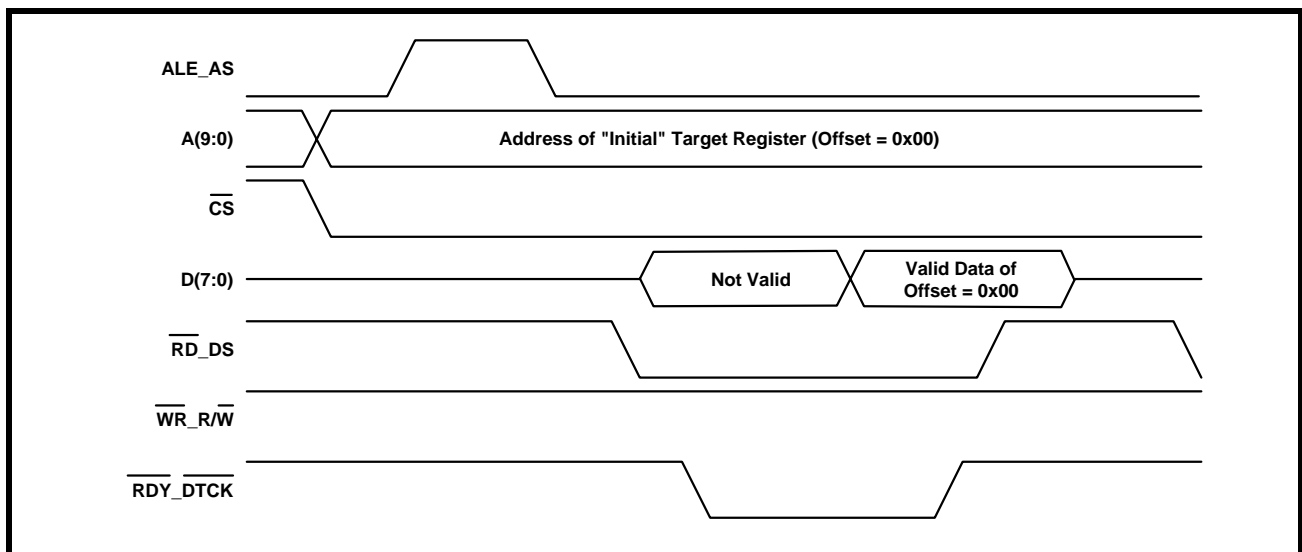 ALE_AS
A(9:0)
Address of "Initial" Target Register (Offset = 0x00)
CS
D(7:0)
Not Valid
Valid Data of
Offset = 0x00
RD_DS
WR_R/W
RDY_DTCK